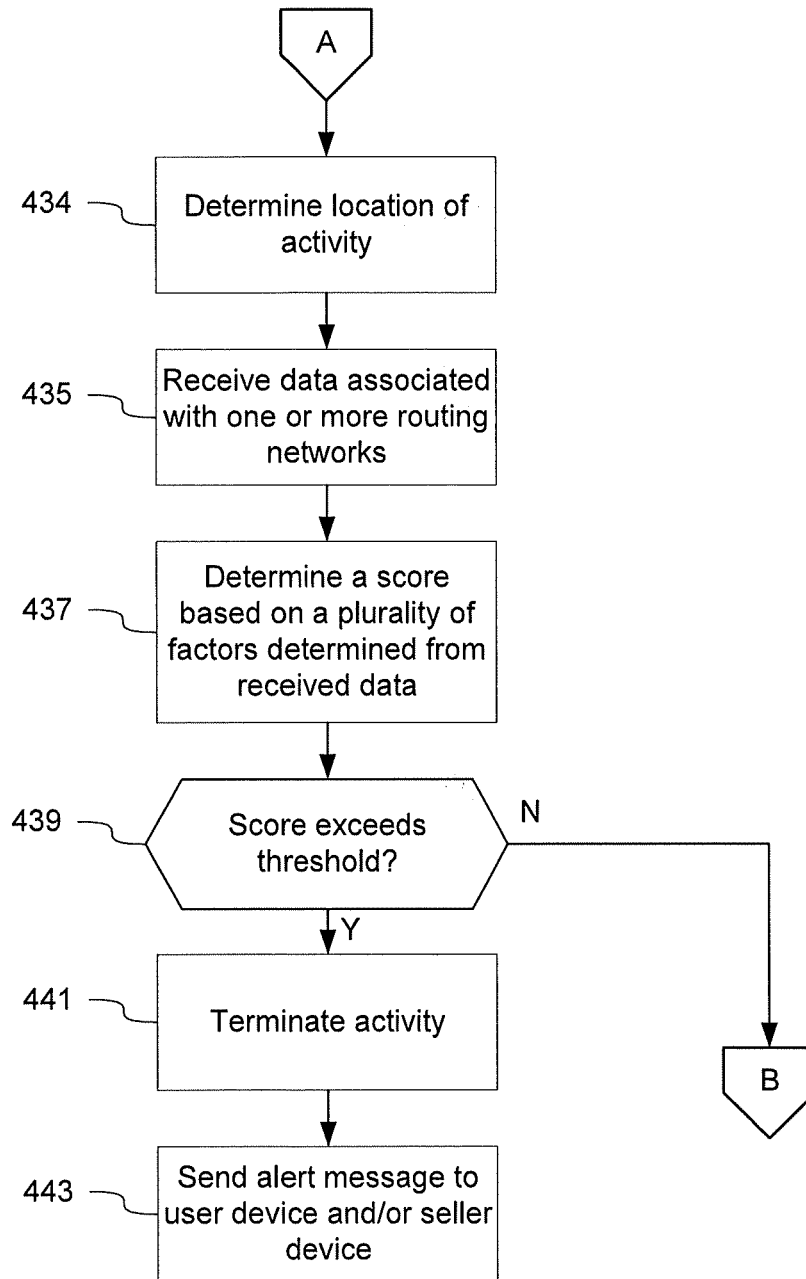 A
434
Determine location of
activity
435
Receive data associated
with one or more routing
networks
437
Determine a score
based on a plurality of
factors determined from
received data
439
Score exceeds
threshold?
N
Y
441
Terminate activity
B
443
Send alert message to
user device and/or seller
device